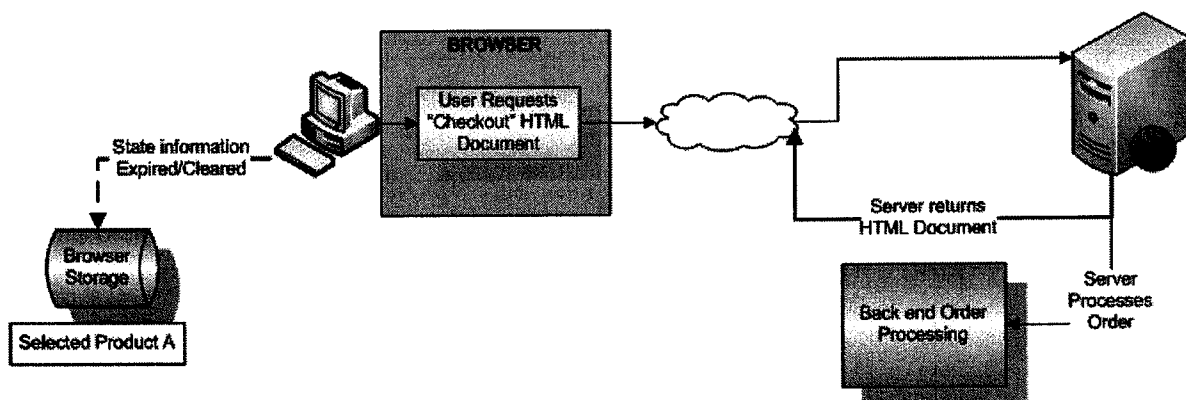 BROWSER
User Requests
"Checkout" HTML
Document
State information
Expired/Cleared
Browser
Storage
Selected Product A
Server returns
HTML Document
Server
Processes
Order
Back end Order
Processing